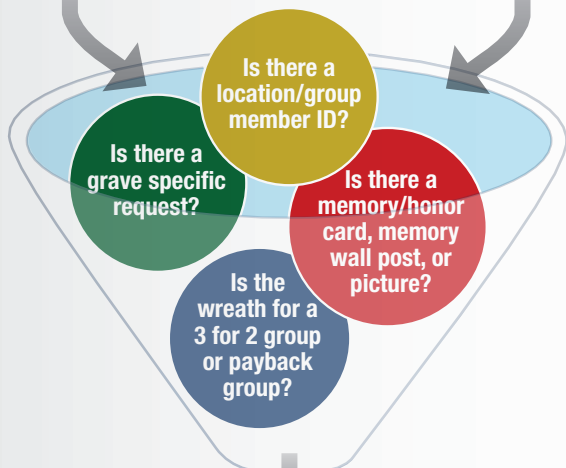 Is there a
location/group
member ID?
Is there a
grave specific
request?
Is there a
memory/honor
card, memory
wall post, or
picture?
Is the
wreath for a
3 for 2 group
or payback
group?